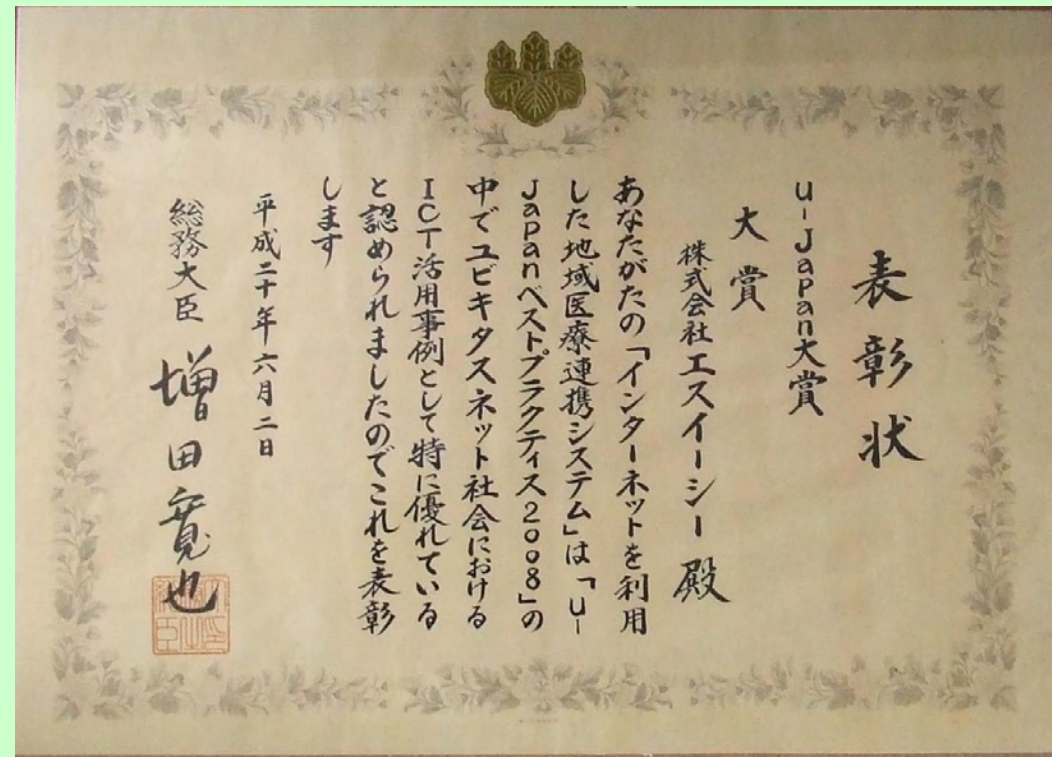 表彰状
u-Japan大賞
大賞
株式会社エスイーシー殿
あなたがたの「インターネットを利用
した地域医療連携システム」は「u-
Japanベストプラクティス2008」の
中でユビキタスネット社会における
ICT活用事例として特に優れている
と認められましたのでこれを表彰
します
平成二十年六月二日
総務大臣 増田寛也